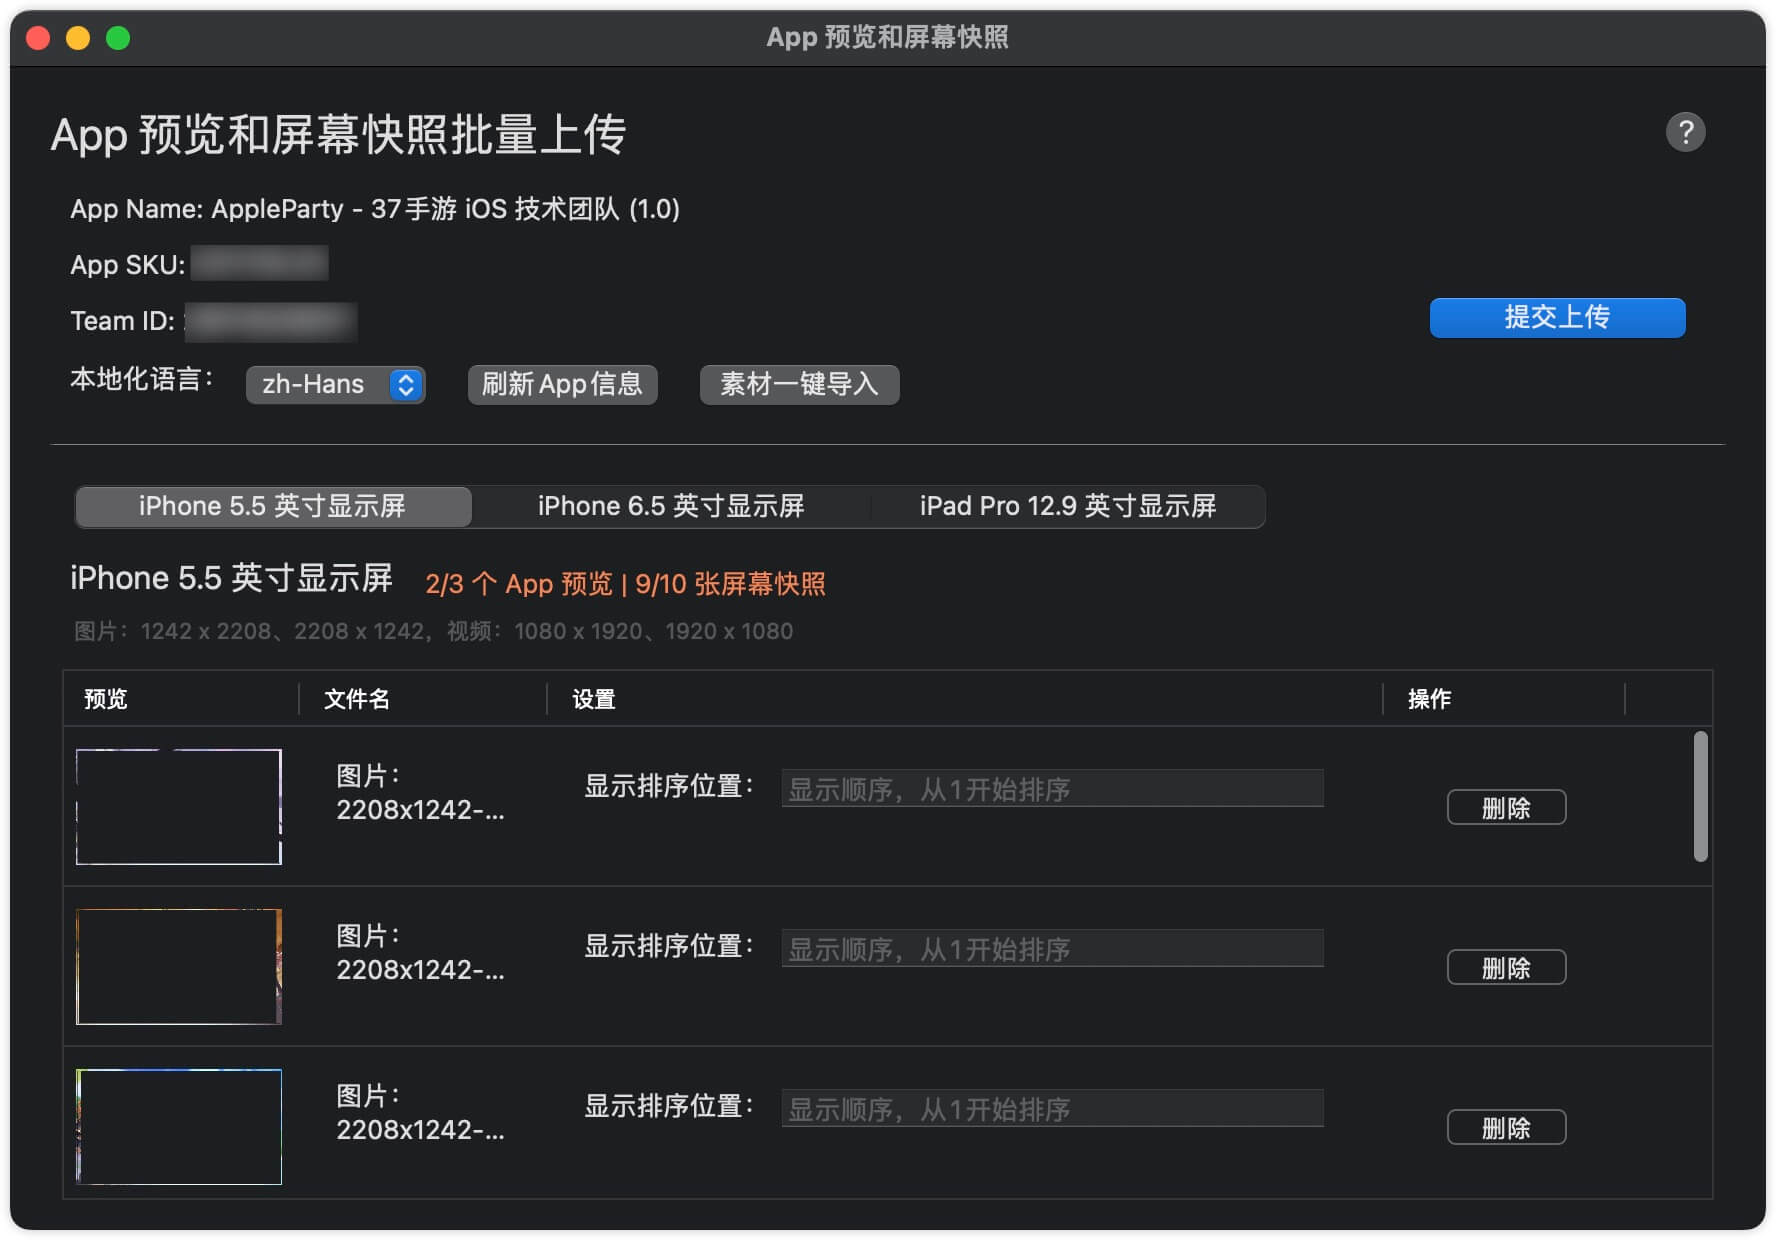 App 预览和屏幕快照
App 预览和屏幕快照批量上传
?
App Name: AppleParty - 37手游 iOS 技术团队 (1.0)
App SKU:
Team ID:
提交上传
本地化语言：
zh-Hans
刷新App信息
素材一键导入
iPhone 5.5 英寸显示屏
iPhone 6.5 英寸显示屏
iPad Pro 12.9 英寸显示屏
iPhone 5.5 英寸显示屏
2/3 个 App 预览 | 9/10 张屏幕快照
图片：1242 x 2208、2208 x 1242，视频：1080 x 1920、1920 x 1080
预览
文件名
设置
操作
图片：
2208x1242-...
显示排序位置：
显示顺序，从1开始排序
删除
图片：
2208x1242-...
显示排序位置：
显示顺序，从1开始排序
删除
图片：
2208x1242-...
显示排序位置：
显示顺序，从1开始排序
删除